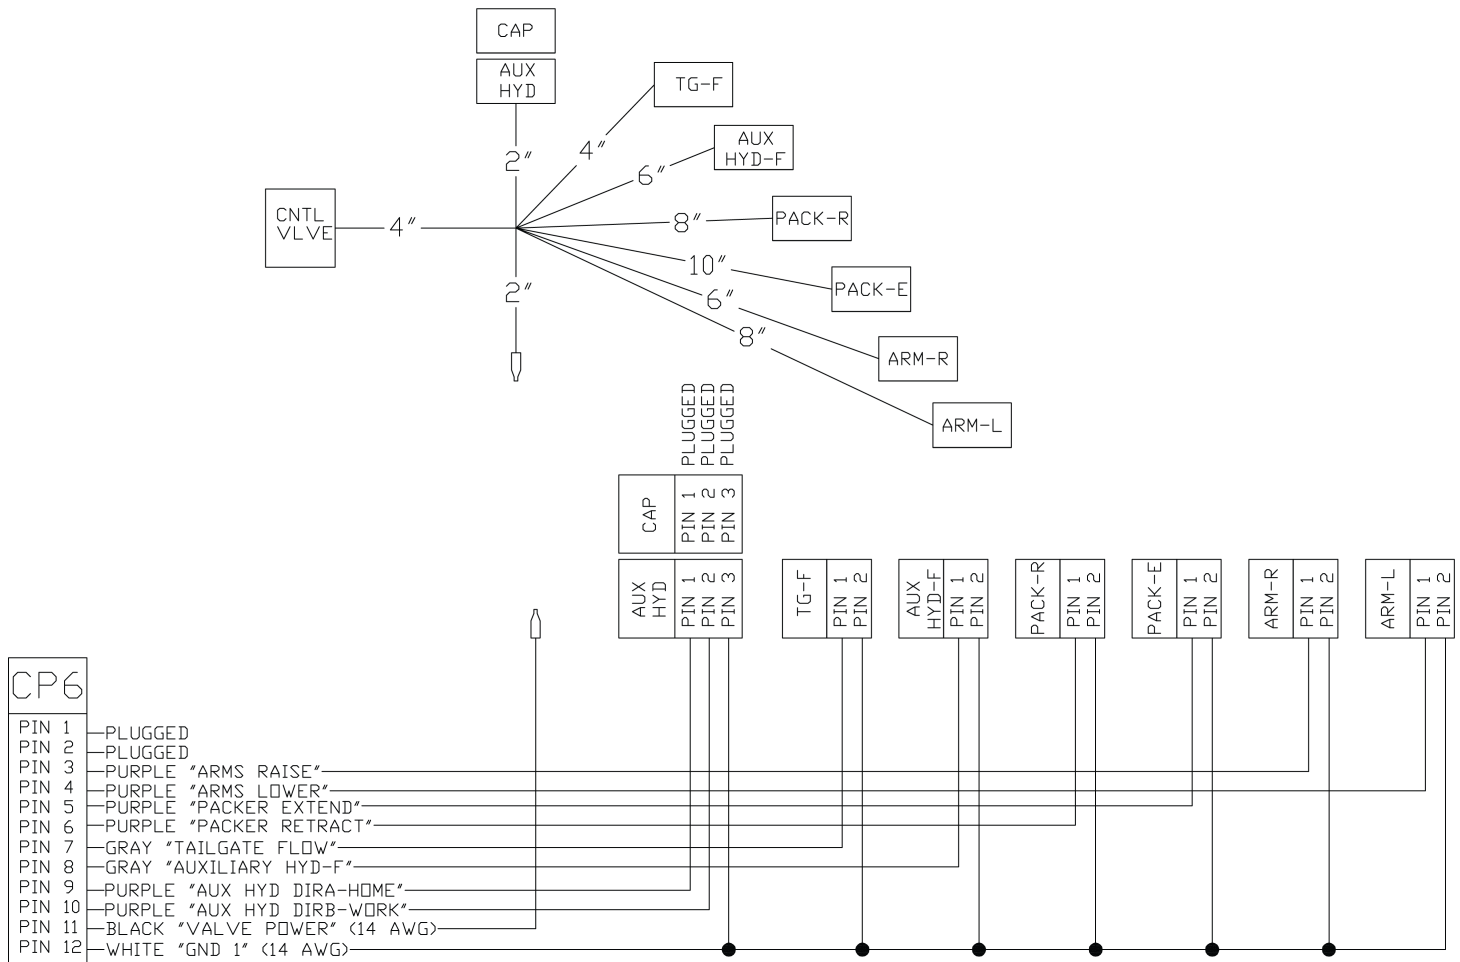 CAP
AUX
HYD
TG-F
AUX
HYD-F
2"
4"
6"
CNTL
VLVE
4"
8"
PACK-R
10"
PACK-E
2"
6"
8"
ARM-R
ARM-L
PLUGGED
PLUGGED
PLUGGED
CAP
PIN 1
PIN 2
PIN 3
AUX
HYD
PIN 1
PIN 2
PIN 3
TG-F
PIN 1
PIN 2
AUX
HYD-F
PIN 1
PIN 2
PACK-R
PIN 1
PIN 2
PACK-E
PIN 1
PIN 2
ARM-R
PIN 1
PIN 2
ARM-L
PIN 1
PIN 2
CP6
PIN 1 PLUGGED
PIN 2 PLUGGED
PIN 3 PURPLE "ARMS RAISE"
PIN 4 PURPLE "ARMS LOWER"
PIN 5 PURPLE "PACKER EXTEND"
PIN 6 PURPLE "PACKER RETRACT"
PIN 7 GRAY "TAILGATE FLOW"
PIN 8 GRAY "AUXILIARY HYD-F"
PIN 9 PURPLE "AUX HYD DIRA-HOME"
PIN 10 PURPLE "AUX HYD DIRB-WORK"
PIN 11 BLACK "VALVE POWER" (14 AWG)
PIN 12 WHITE "GND 1" (14 AWG)